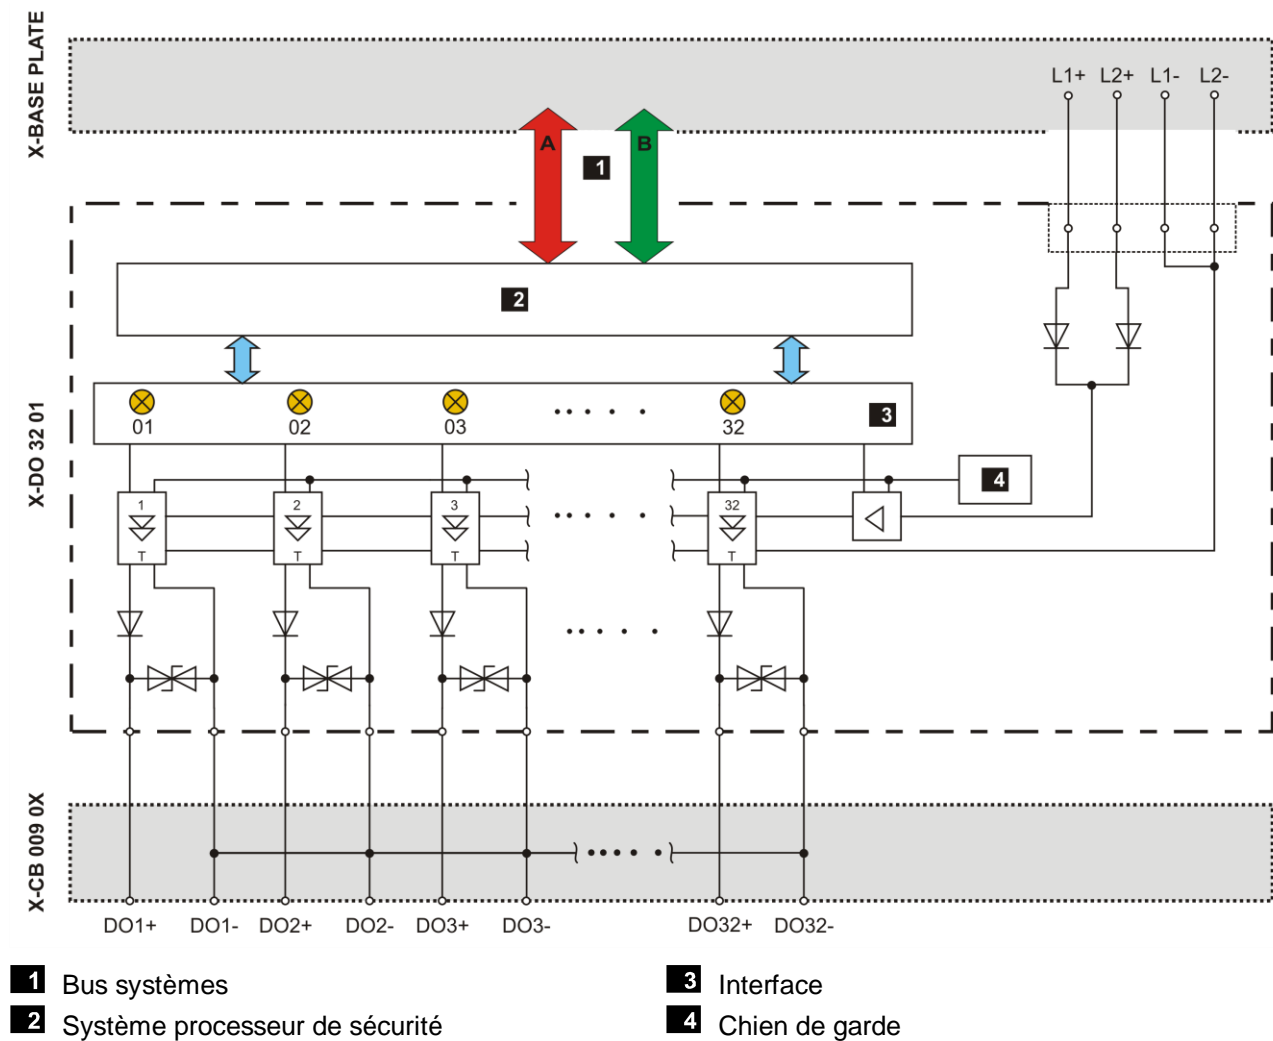 X-BASE PLATE
L1+ L2+ L1- L2-
A
B
1
2
X-DO 32 01
01 02 03 32
3
4
1 2 3 32
T T T T
X-CB 009 0X
DO1+ DO1- DO2+ DO2- DO3+ DO3- DO32+ DO32-
1 Bus systèmes
2 Système processeur de sécurité
3 Interface
4 Chien de garde